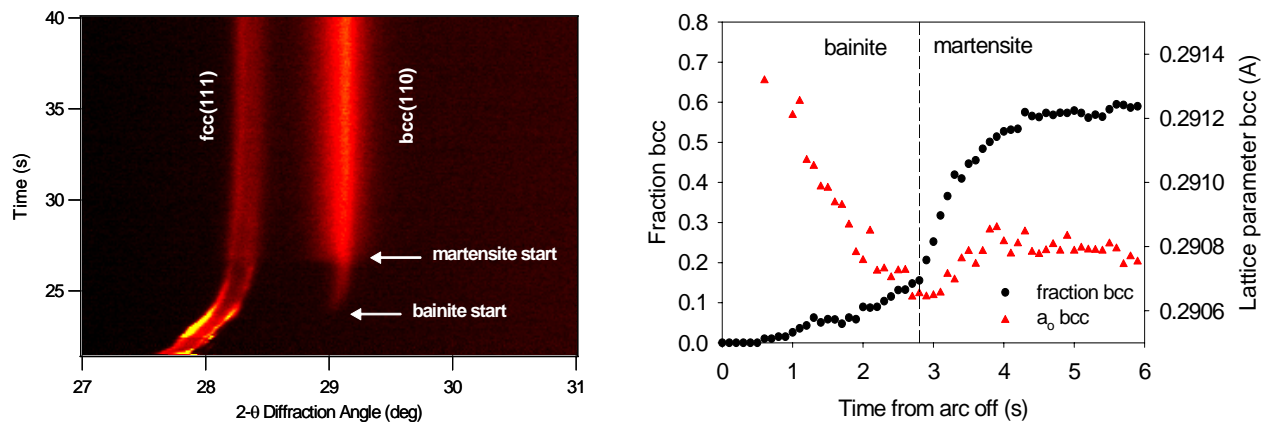 40
35
30
25
Time (s)
fcc(111)
bcc(110)
martensite start
bainite start
27
28
29
30
31
2-θ Diffraction Angle (deg)
0.8
0.7
0.6
0.5
0.4
0.3
0.2
0.1
0.0
Fraction bcc
bainite
martensite
fraction bcc
aₒ bcc
0.2914
0.2912
0.2910
0.2908
0.2906
Lattice parameter bcc (A)
0
1
2
3
4
5
6
Time from arc off (s)